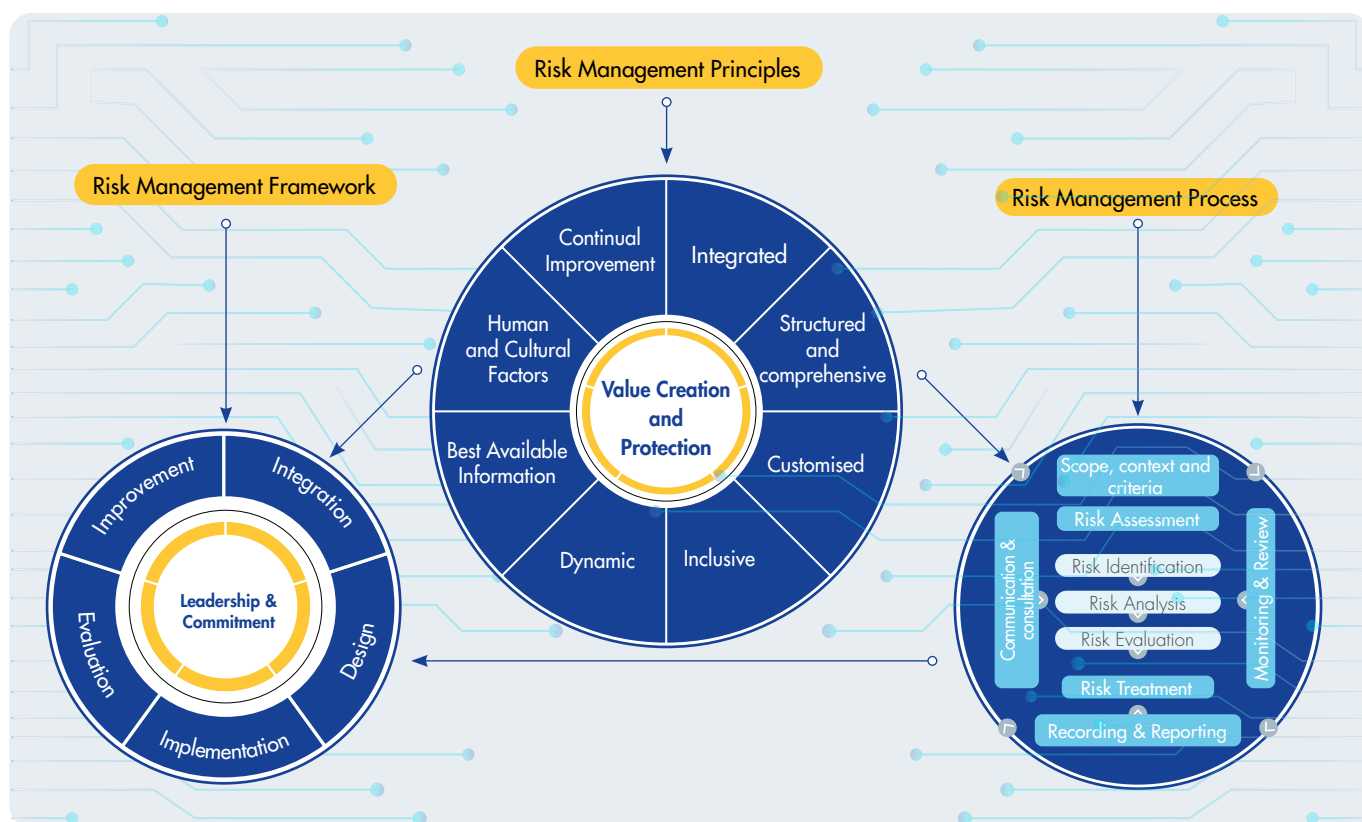 Risk Management Principles
Risk Management Framework
Risk Management Process
Continual
Improvement
Integrated
Human
and Cultural
Factors
Structured
and
comprehensive
Value Creation
and
Protection
Best Available
Information
Customised
Dynamic
Inclusive
Improvement
Integration
Evaluation
Design
Implementation
Leadership &
Commitment
Scope, context and
criteria
Risk Assessment
Communication &
consultation
Risk Identification
Risk Analysis
Risk Evaluation
Monitoring & Review
Risk Treatment
Recording & Reporting